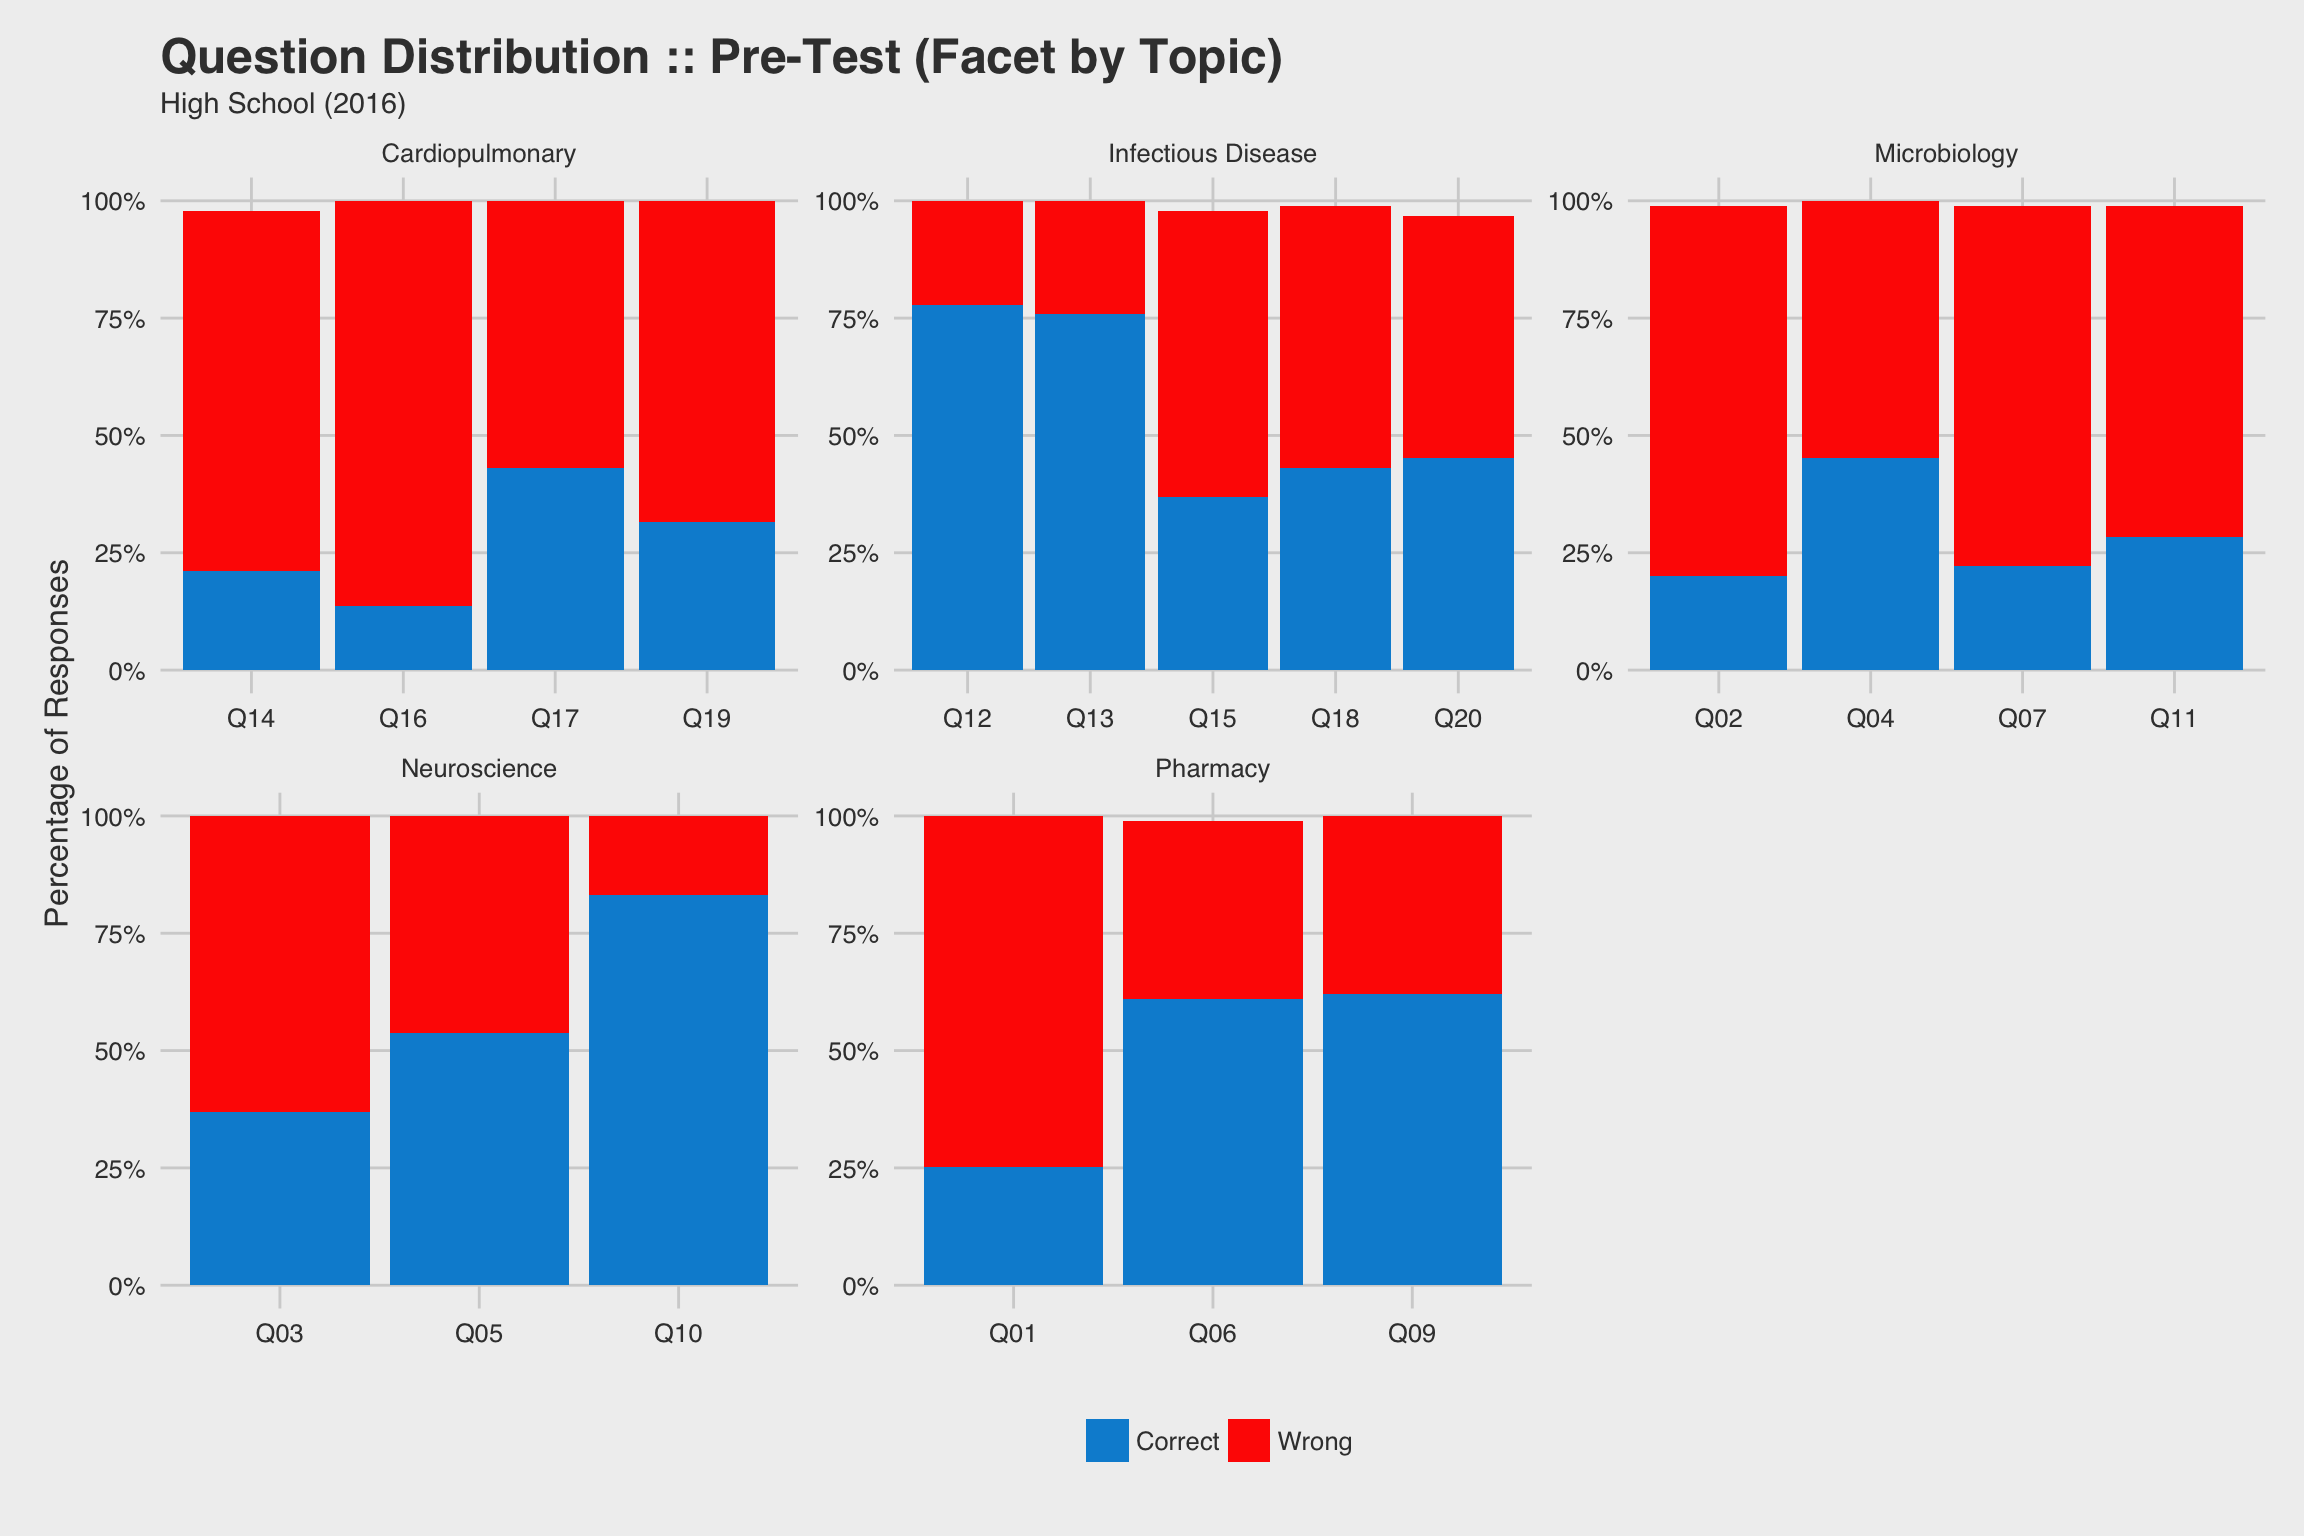 Question Distribution :: Pre-Test (Facet by Topic)
High School (2016)
Percentage of Responses
Cardiopulmonary
100%
75%
50%
25%
0%
Q14 Q16 Q17 Q19
Infectious Disease
100%
75%
50%
25%
0%
Q12 Q13 Q15 Q18 Q20
Microbiology
100%
75%
50%
25%
0%
Q02 Q04 Q07 Q11
Neuroscience
100%
75%
50%
25%
0%
Q03 Q05 Q10
Pharmacy
100%
75%
50%
25%
0%
Q01 Q06 Q09
Correct Wrong